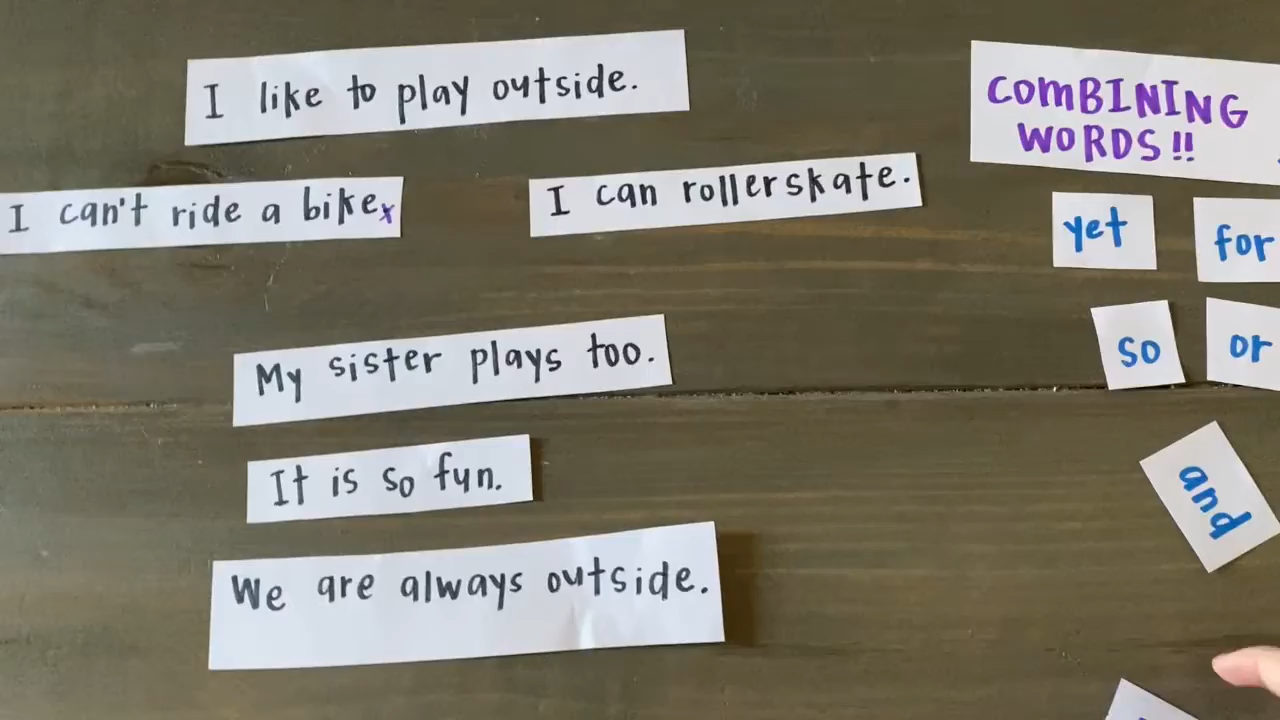 I like to play outside.
COMBINING
WORDS!!
I can't ride a bike,
I can rollerskate.
yet
for
so
or
My sister plays too.
It is so fun.
and
We are always outside.